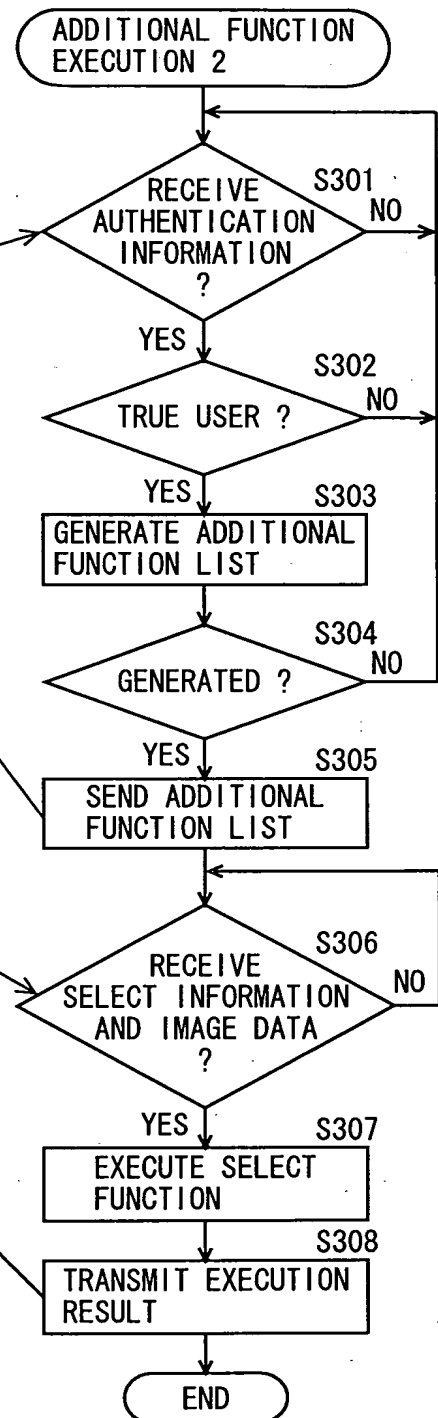 ADDITIONAL FUNCTION
EXECUTION 2
S301
RECEIVE
AUTHENTICATION
INFORMATION
?
NO
YES
S302
TRUE USER ?
NO
YES
S303
GENERATE ADDITIONAL
FUNCTION LIST
S304
GENERATED ?
NO
YES
S305
SEND ADDITIONAL
FUNCTION LIST
S306
RECEIVE
SELECT INFORMATION
AND IMAGE DATA
?
NO
YES
S307
EXECUTE SELECT
FUNCTION
S308
TRANSMIT EXECUTION
RESULT
END